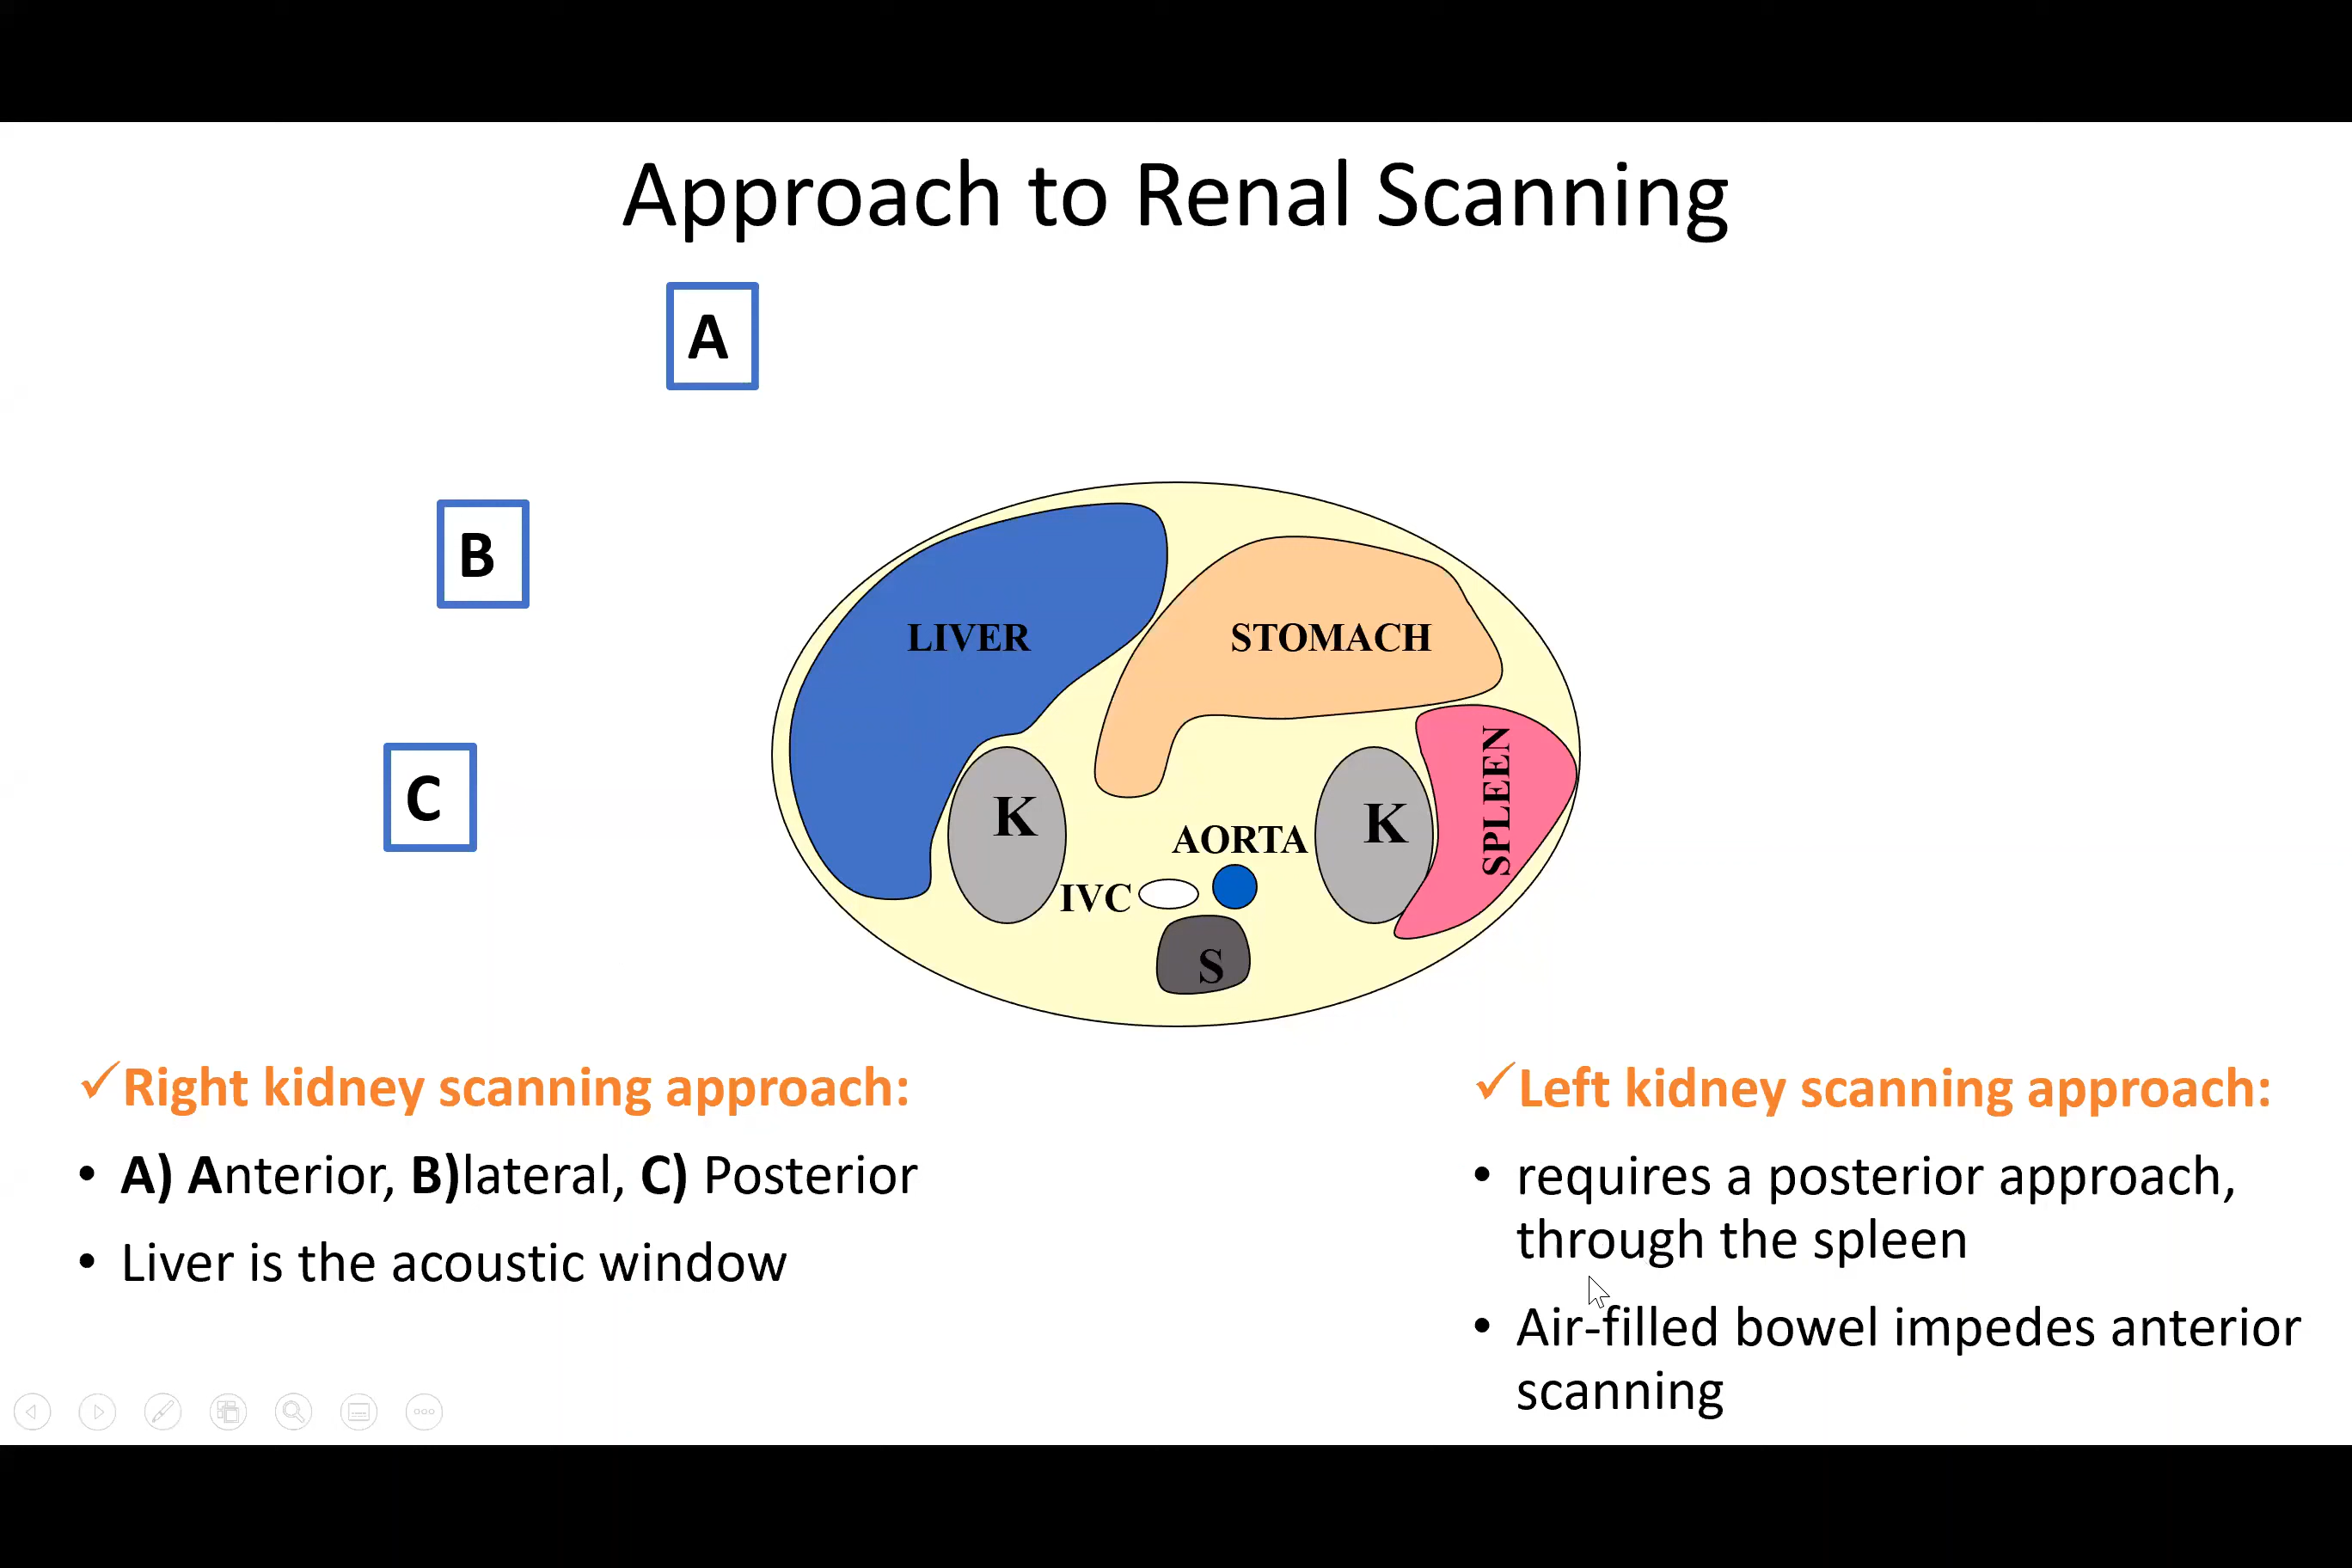 Approach to Renal Scanning
A
B
C
LIVER
STOMACH
SPLEEN
K
K
AORTA
IVC
S
✓Right kidney scanning approach:
• A) Anterior, B)lateral, C) Posterior
• Liver is the acoustic window
✓Left kidney scanning approach:
• requires a posterior approach,
through the spleen
• Air-filled bowel impedes anterior
scanning